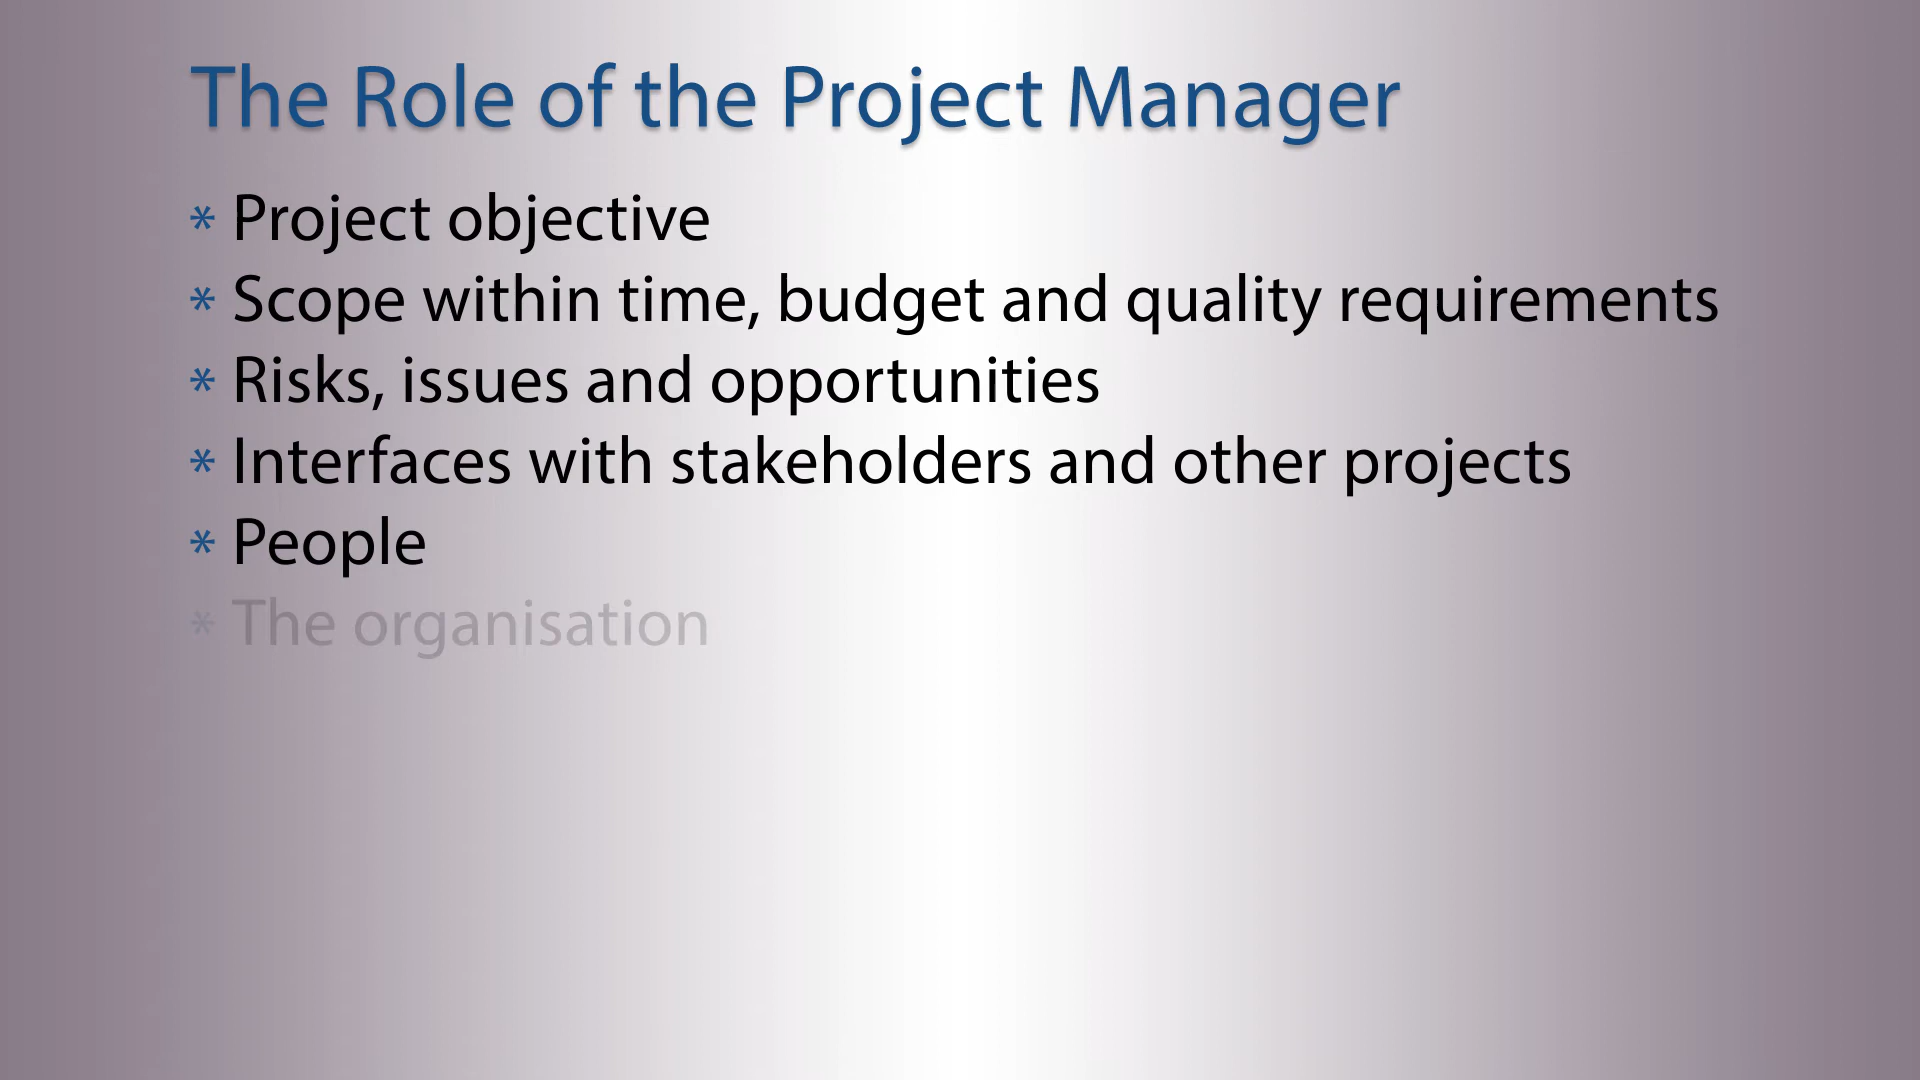 The Role of the Project Manager
* Project objective
* Scope within time, budget and quality requirements
* Risks, issues and opportunities
* Interfaces with stakeholders and other projects
* People
* The organisation